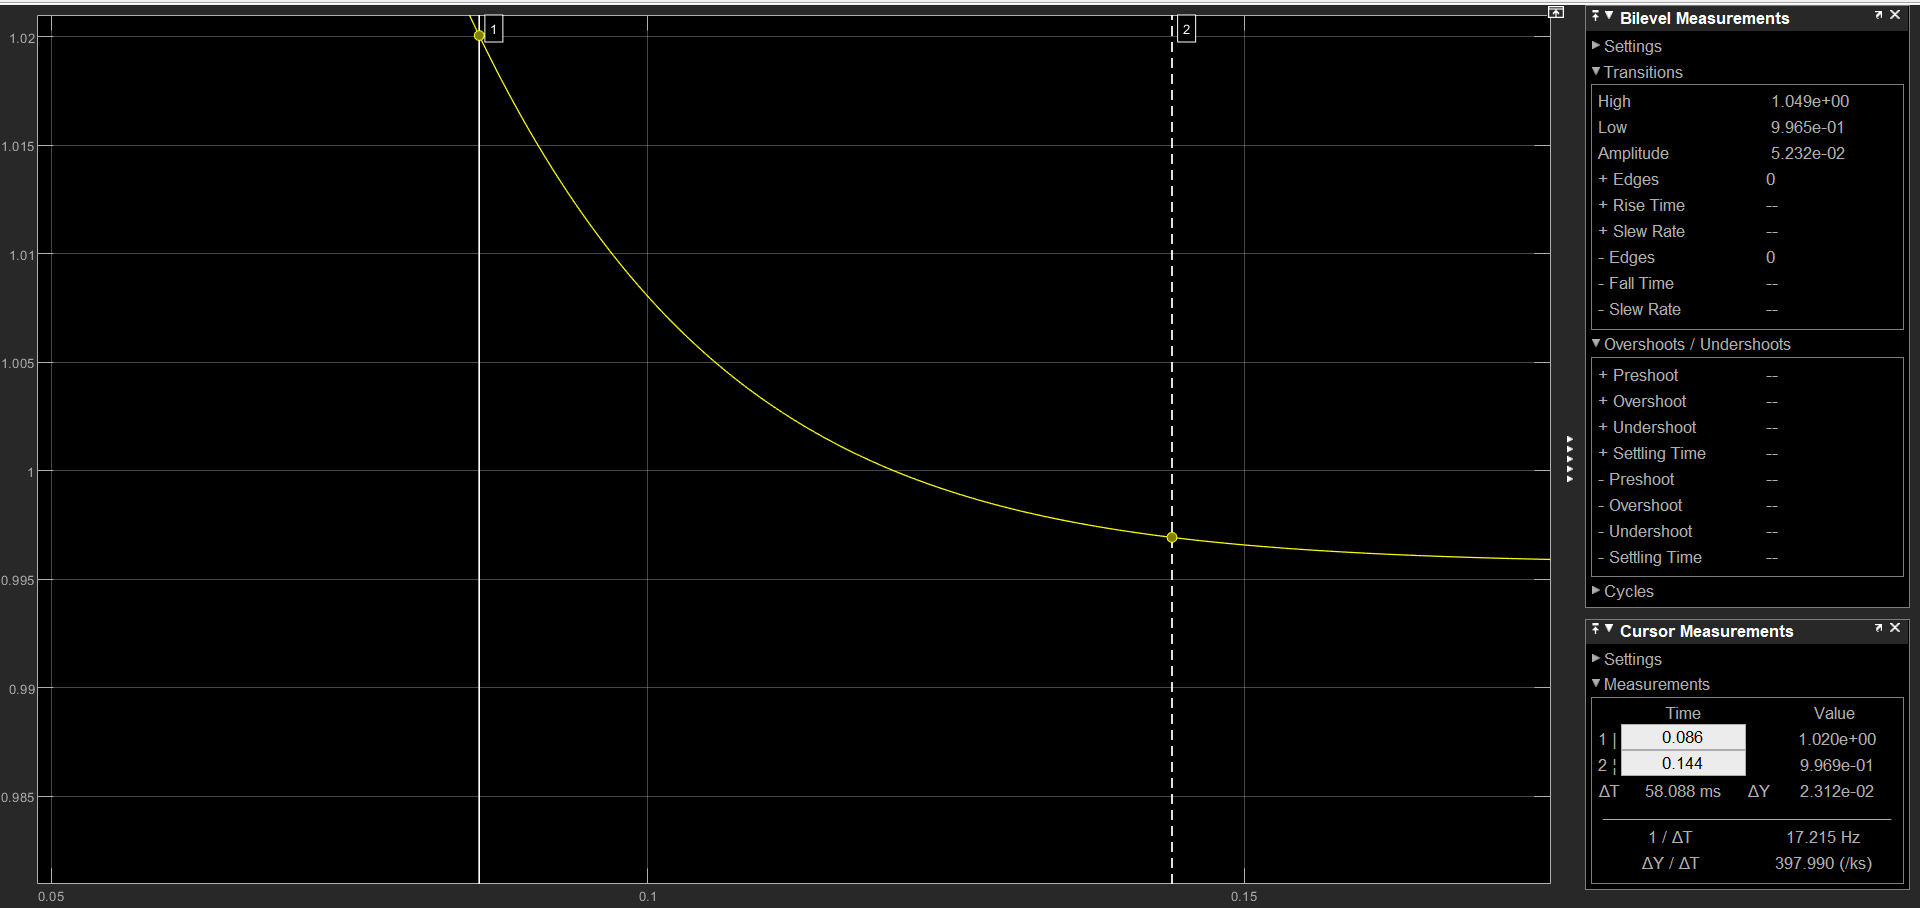 1.02
1.015
1.01
1.005
1
0.995
0.99
0.985
0.05
0.1
0.15
1
2
Bilevel Measurements
Settings
Transitions
High 1.049e+00
Low 9.965e-01
Amplitude 5.232e-02
+ Edges 0
+ Rise Time --
+ Slew Rate --
- Edges 0
- Fall Time --
- Slew Rate --
Overshoots / Undershoots
+ Preshoot --
+ Overshoot --
+ Undershoot --
+ Settling Time --
- Preshoot --
- Overshoot --
- Undershoot --
- Settling Time --
Cycles
Cursor Measurements
Settings
Measurements
Time Value
1 | 0.086 1.020e+00
2 ¦ 0.144 9.969e-01
ΔT 58.088 ms ΔY 2.312e-02
1 / ΔT 17.215 Hz
ΔY / ΔT 397.990 (/ks)